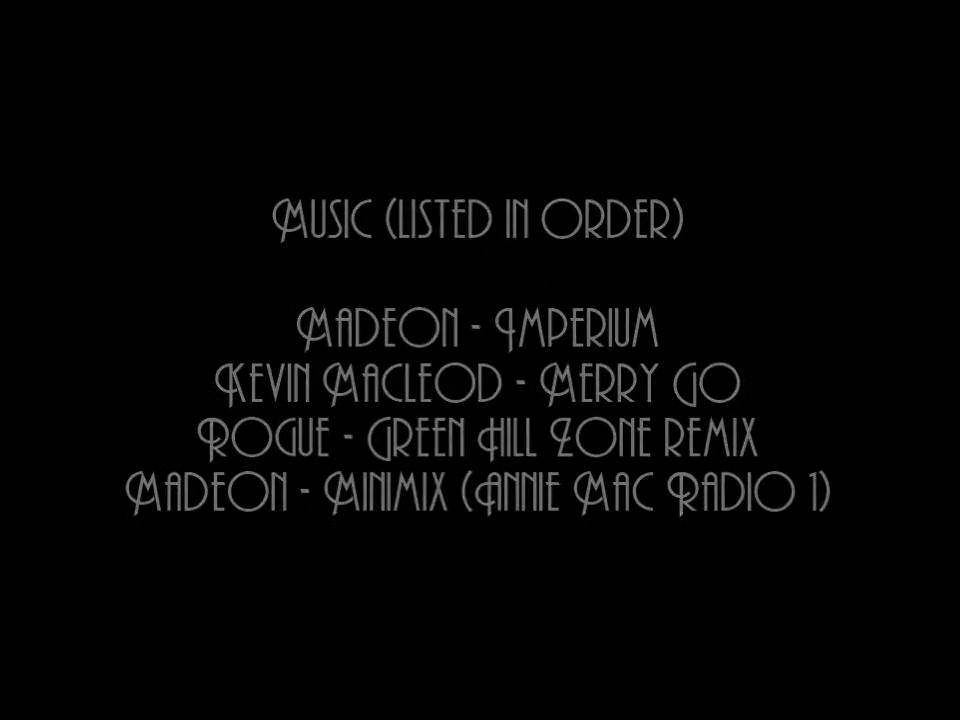 Music (listed in order)
Madeon - Imperium
Kevin Macleod - Merry Go
Rogue - Green Hill Zone Remix
Madeon - Minimix (Annie Mac Radio 1)